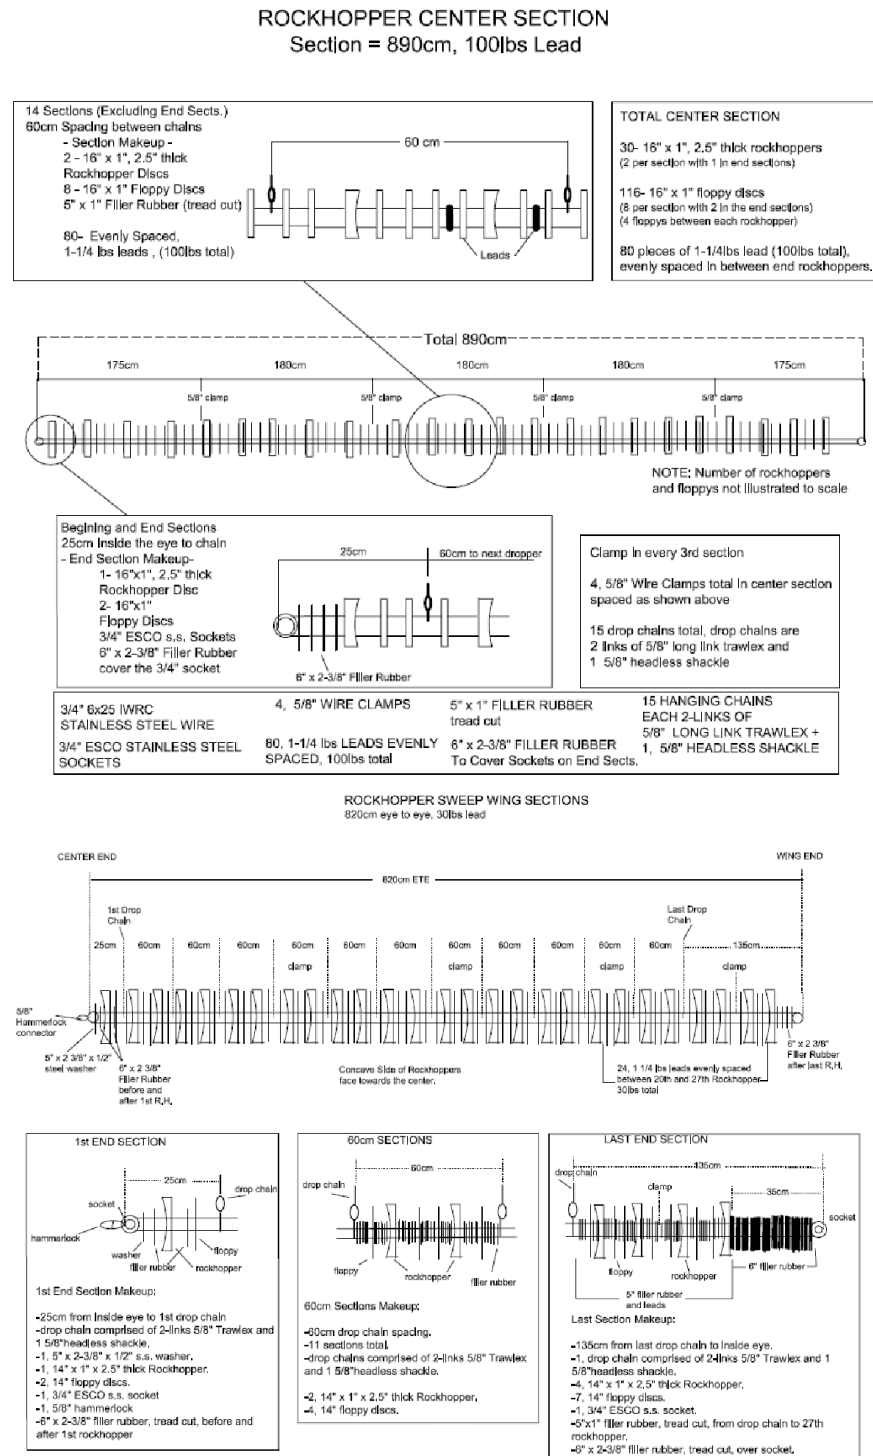 ROCKHOPPER CENTER SECTION
Section = 890cm, 100lbs Lead
14 Sections (Excluding End Sects.)
60cm Spacing between chains
- Section Makeup -
2 - 16" x 1", 2.5" thick
Rockhopper Discs
8 - 16" x 1" Floppy Discs
5" x 1" Filler Rubber (tread cut)
80- Evenly Spaced,
1-1/4 lbs leads , (100lbs total)
60 cm
Leads
TOTAL CENTER SECTION
30- 16" x 1", 2.5" thick rockhoppers
(2 per section with 1 in end sections)
116- 16" x 1" floppy discs
(8 per section with 2 in the end sections)
(4 floppys between each rockhopper)
80 pieces of 1-1/4lbs lead (100lbs total),
evenly spaced in between end rockhoppers.
Total 890cm
175cm 180cm 180cm 180cm 175cm
5/8" clamp 5/8" clamp 5/8" clamp 5/8" clamp
NOTE: Number of rockhoppers
and floppys not illustrated to scale
Begining and End Sections
25cm inside the eye to chain
- End Section Makeup-
1- 16"x1", 2.5" thick
Rockhopper Disc
2- 16"x1"
Floppy Discs
3/4" ESCO s.s. Sockets
6" x 2-3/8" Filler Rubber
cover the 3/4" socket
25cm 60cm to next dropper
6" x 2-3/8" Filler Rubber
Clamp in every 3rd section
4, 5/8" Wire Clamps total in center section
spaced as shown above
15 drop chains total, drop chains are
2 links of 5/8" long link trawlex and
1 5/8" headless shackle
3/4" 6x25 IWRC
STAINLESS STEEL WIRE
3/4" ESCO STAINLESS STEEL
SOCKETS
4, 5/8" WIRE CLAMPS
80, 1-1/4 lbs LEADS EVENLY
SPACED, 100lbs total
5" x 1" FILLER RUBBER
tread cut
6" x 2-3/8" FILLER RUBBER
To Cover Sockets on End Sects.
15 HANGING CHAINS
EACH 2-LINKS OF
5/8" LONG LINK TRAWLEX +
1, 5/8" HEADLESS SHACKLE
ROCKHOPPER SWEEP WING SECTIONS
820cm eye to eye, 30lbs lead
CENTER END
WING END
820cm ETE
1st Drop
Chain
Last Drop
Chain
25cm 60cm 60cm 60cm 60cm 60cm 60cm 60cm 60cm 60cm 60cm 60cm 135cm
clamp clamp clamp clamp
5/8"
Hammerlock
connector
5" x 2 3/8" x 1/2"
steel washer
6" x 2 3/8"
Filler Rubber
before and
after 1st R.H.
Concave Side of Rockhoppers
face towards the center.
24, 1 1/4 lbs leads evenly spaced
between 20th and 27th Rockhopper
30lbs total
6" x 2 3/8"
Filler Rubber
after last R.H.
1st END SECTION
25cm
drop chain
socket
hammerlock
washer
floppy
filler rubber
rockhopper
1st End Section Makeup:
-25cm from inside eye to 1st drop chain
-drop chain comprised of 2-links 5/8" Trawlex and
1 5/8"headless shackle.
-1, 5" x 2-3/8" x 1/2" s.s. washer.
-1, 14" x 1" x 2.5" thick Rockhopper.
-2, 14" floppy discs.
-1, 3/4" ESCO s.s. socket
-1, 5/8" hammerlock
-6" x 2-3/8" filler rubber, tread cut, before and
after 1st rockhopper
60cm SECTIONS
60cm
drop chain
floppy
rockhopper
filler rubber
60cm Sections Makeup:
-60cm drop chain spacing.
-11 sections total.
-drop chains comprised of 2-links 5/8" Trawlex
and 1 5/8"headless shackle.
-2, 14" x 1" x 2.5" thick Rockhopper.
-4, 14" floppy discs.
LAST END SECTION
135cm
drop chain
clamp
35cm
socket
floppy
rockhopper
6" filler rubber
5" filler rubber
and leads
Last Section Makeup:
-135cm from last drop chain to inside eye.
-1, drop chain comprised of 2-links 5/8" Trawlex and 1
5/8"headless shackle.
-4, 14" x 1" x 2.5" thick Rockhopper.
-7, 14" floppy discs.
-1, 3/4" ESCO s.s. socket.
-5"x1" filler rubber, tread cut, from drop chain to 27th
rockhopper.
-6" x 2-3/8" filler rubber, tread cut, over socket.